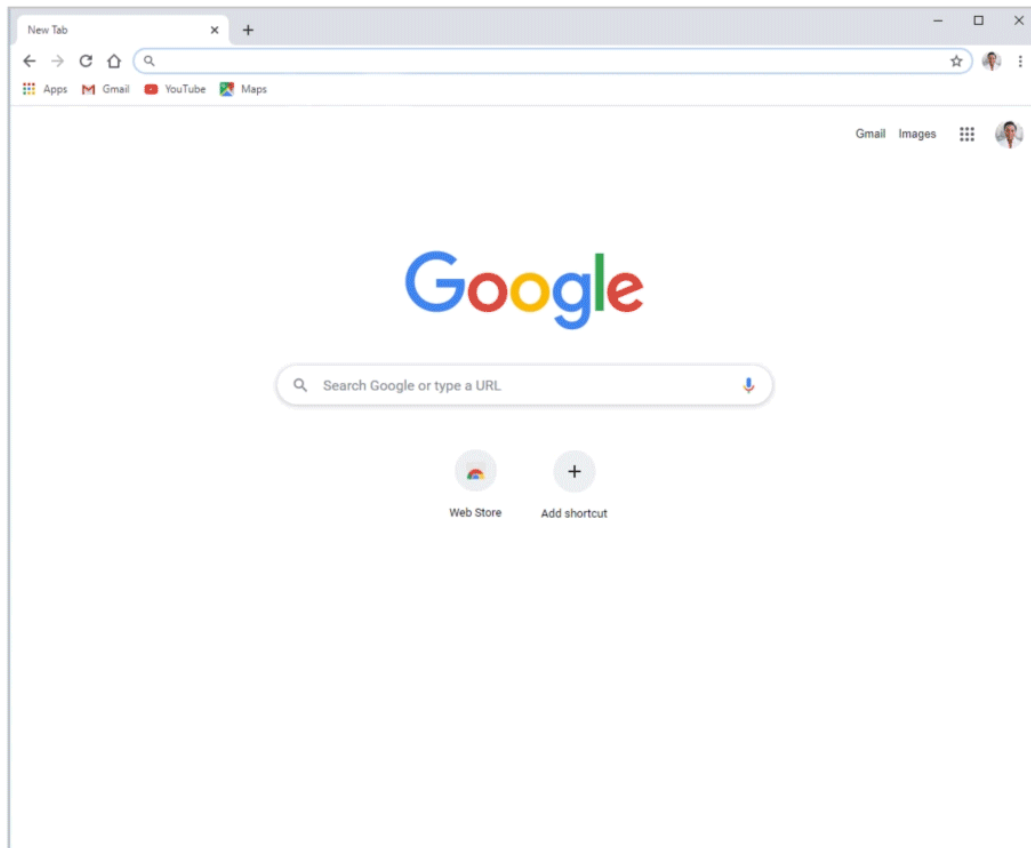 New Tab
Apps Gmail YouTube Maps
Gmail Images
Google
Search Google or type a URL
Web Store Add shortcut